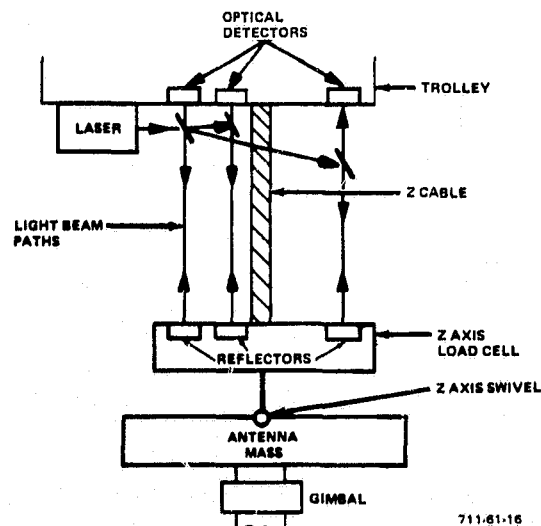 OPTICAL
DETECTORS
TROLLEY
LASER
Z CABLE
LIGHT BEAM
PATHS
Z AXIS
LOAD CELL
REFLECTORS
Z AXIS SWIVEL
ANTENNA
MASS
GIMBAL
711-61-16